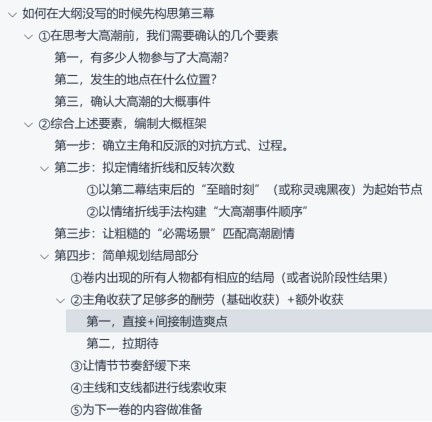 如何在大纲没写的时候先构思第三幕
①在思考大高潮前，我们需要确认的几个要素
第一，有多少人物参与了大高潮？
第二，发生的地点在什么位置？
第三，确认大高潮的大概事件
②综合上述要素，编制大概框架
第一步：确立主角和反派的对抗方式、过程。
第二步：拟定情绪折线和反转次数
①以第二幕结束后的“至暗时刻”（或称灵魂黑夜）为起始节点
②以情绪折线手法构建“大高潮事件顺序”
第三步：让粗糙的“必需场景”匹配高潮剧情
第四步：简单规划结局部分
①卷内出现的所有人物都有相应的结局（或者说阶段性结果）
②主角收获了足够多的酬劳（基础收获）+额外收获
第一，直接+间接制造爽点
第二，拉期待
③让情节节奏舒缓下来
④主线和支线都进行线索收束
⑤为下一卷的内容做准备